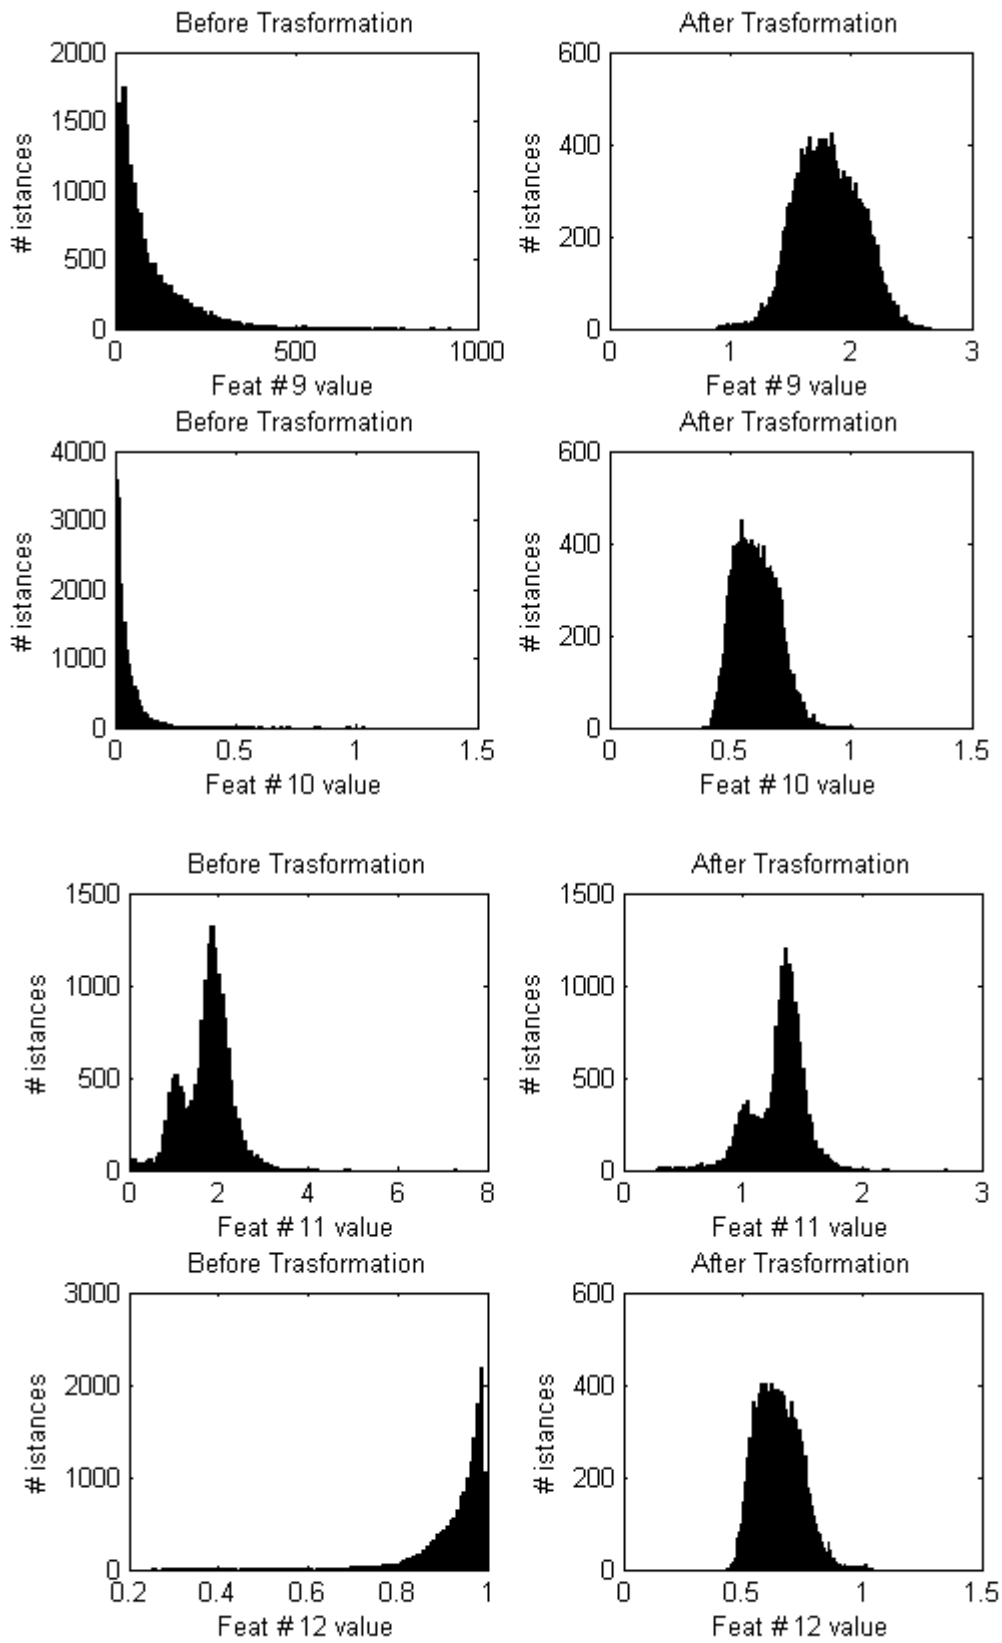 Before Trasformation
After Trasformation
2000
1500
1000
500
0
# istances
0 500 1000
Feat #9 value
600
400
200
0
# istances
0 1 2 3
Feat #9 value
Before Trasformation
After Trasformation
4000
3000
2000
1000
0
# istances
0 0.5 1 1.5
Feat #10 value
600
400
200
0
# istances
0 0.5 1 1.5
Feat #10 value
Before Trasformation
After Trasformation
1500
1000
500
0
# istances
0 2 4 6 8
Feat #11 value
1500
1000
500
0
# istances
0 1 2 3
Feat #11 value
Before Trasformation
After Trasformation
3000
2000
1000
0
# istances
0.2 0.4 0.6 0.8 1
Feat #12 value
600
400
200
0
# istances
0 0.5 1 1.5
Feat #12 value